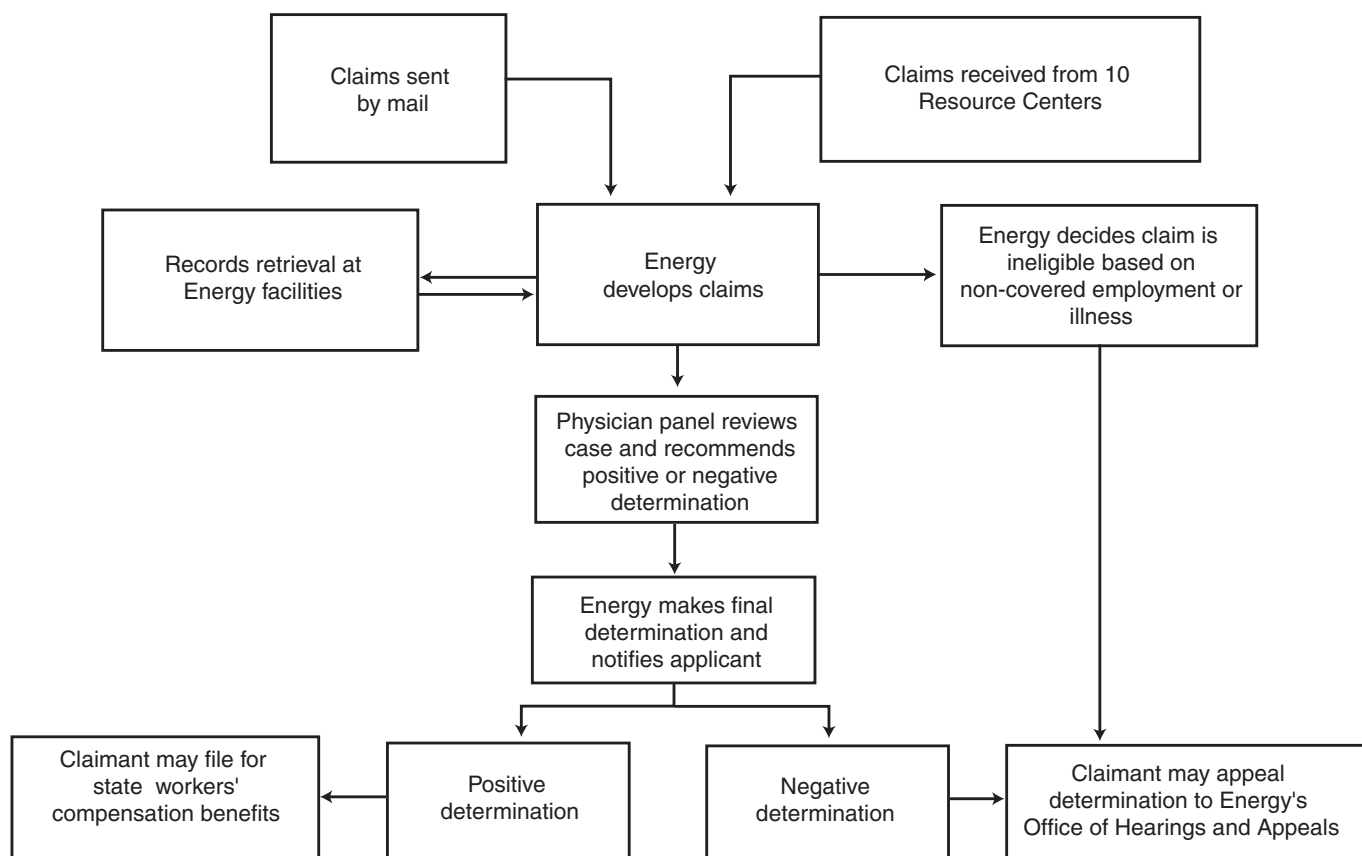 Claims sent
by mail
Claims received from 10
Resource Centers
Records retrieval at
Energy facilities
Energy
develops claims
Energy decides claim is
ineligible based on
non-covered employment or
illness
Physician panel reviews
case and recommends
positive or negative
determination
Energy makes final
determination and
notifies applicant
Claimant may file for
state workers'
compensation benefits
Positive
determination
Negative
determination
Claimant may appeal
determination to Energy's
Office of Hearings and Appeals